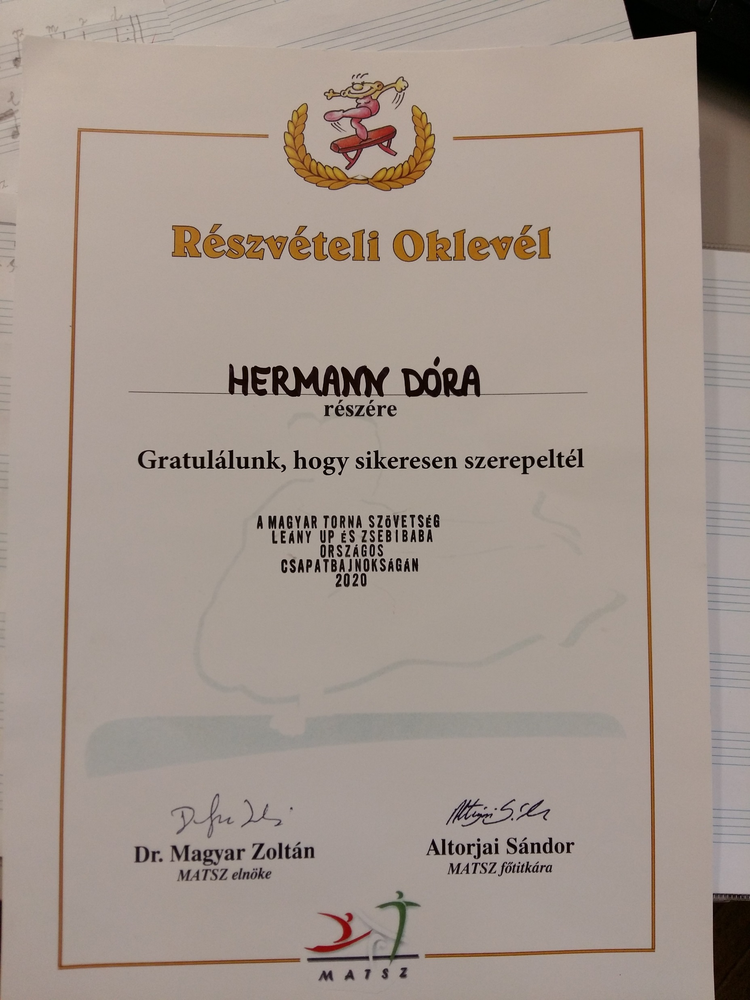 Részvételi Oklevél
HERMANN DÓRA
részére
Gratulálunk, hogy sikeresen szerepeltél
A MAGYAR TORNA SZÖVETSÉG
LEÁNY UP ÉS ZSEBIBABA
ORSZÁGOS
CSAPATBAJNOKSÁGÁN
2020
Dr. Magyar Zoltán
MATSZ elnöke
Altorjai Sándor
MATSZ főtitkára
MATSZ